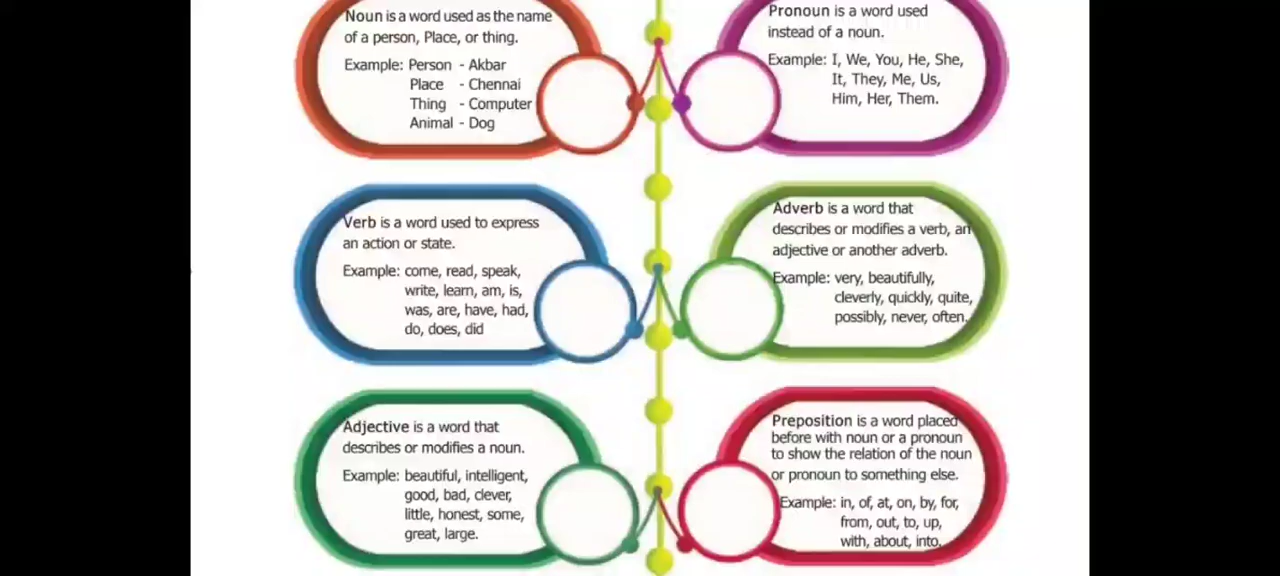 Noun is a word used as the name
of a person, Place, or thing.
Example: Person - Akbar
Place - Chennai
Thing - Computer
Animal - Dog
Pronoun is a word used
instead of a noun.
Example: I, We, You, He, She,
It, They, Me, Us,
Him, Her, Them.
Verb is a word used to express
an action or state.
Example: come, read, speak,
write, learn, am, is,
was, are, have, had,
do, does, did
Adverb is a word that
describes or modifies a verb, an
adjective or another adverb.
Example: very, beautifully,
cleverly, quickly, quite,
possibly, never, often.
Adjective is a word that
describes or modifies a noun.
Example: beautiful, intelligent,
good, bad, clever,
little, honest, some,
great, large.
Preposition is a word placed
before with noun or a pronoun
to show the relation of the noun
or pronoun to something else.
Example: in, of, at, on, by, for,
from, out, to, up,
with, about, into.